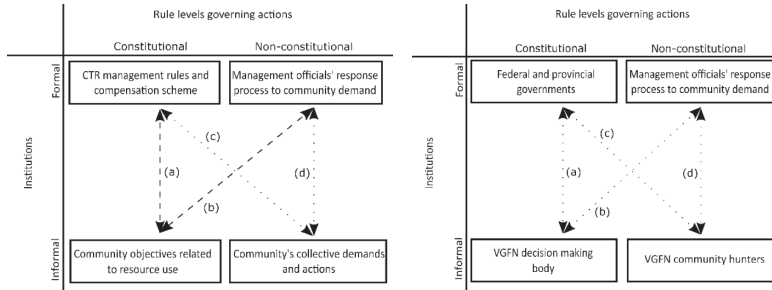 Rule levels governing actions
Constitutional
Non-constitutional
Institutions
Formal
CTR management rules and
compensation scheme
Management officials' response
process to community demand
(a)
(b)
(c)
(d)
Informal
Community objectives related
to resource use
Community's collective demands
and actions
Rule levels governing actions
Constitutional
Non-constitutional
Institutions
Formal
Federal and provincial
governments
Management officials' response
process to community demand
(a)
(b)
(c)
(d)
Informal
VGFN decision making
body
VGFN community hunters